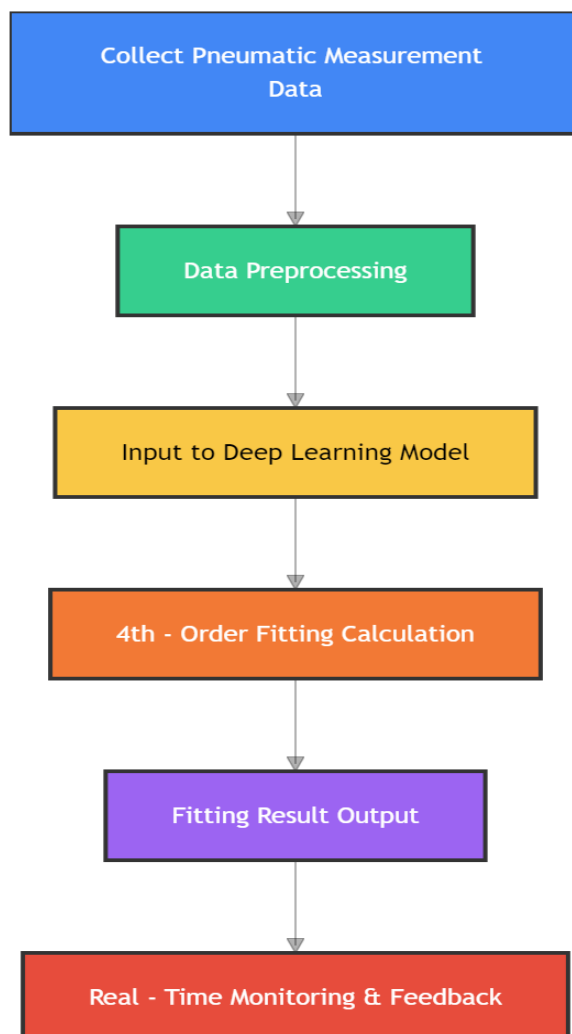 Collect Pneumatic Measurement
Data
Data Preprocessing
Input to Deep Learning Model
4th - Order Fitting Calculation
Fitting Result Output
Real - Time Monitoring & Feedback